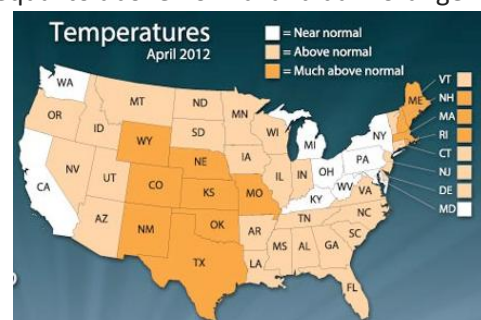 Temperatures
April 2012
= Near normal
= Above normal
= Much above normal
WA
OR
ID
MT
ND
MN
WI
MI
NY
ME
VT
NH
MA
RI
CT
NJ
DE
MD
WY
SD
IA
NE
NV
UT
CO
KS
MO
IL
IN
OH
PA
WV
VA
KY
CA
AZ
NM
OK
AR
TN
NC
SC
TX
LA
MS
AL
GA
FL